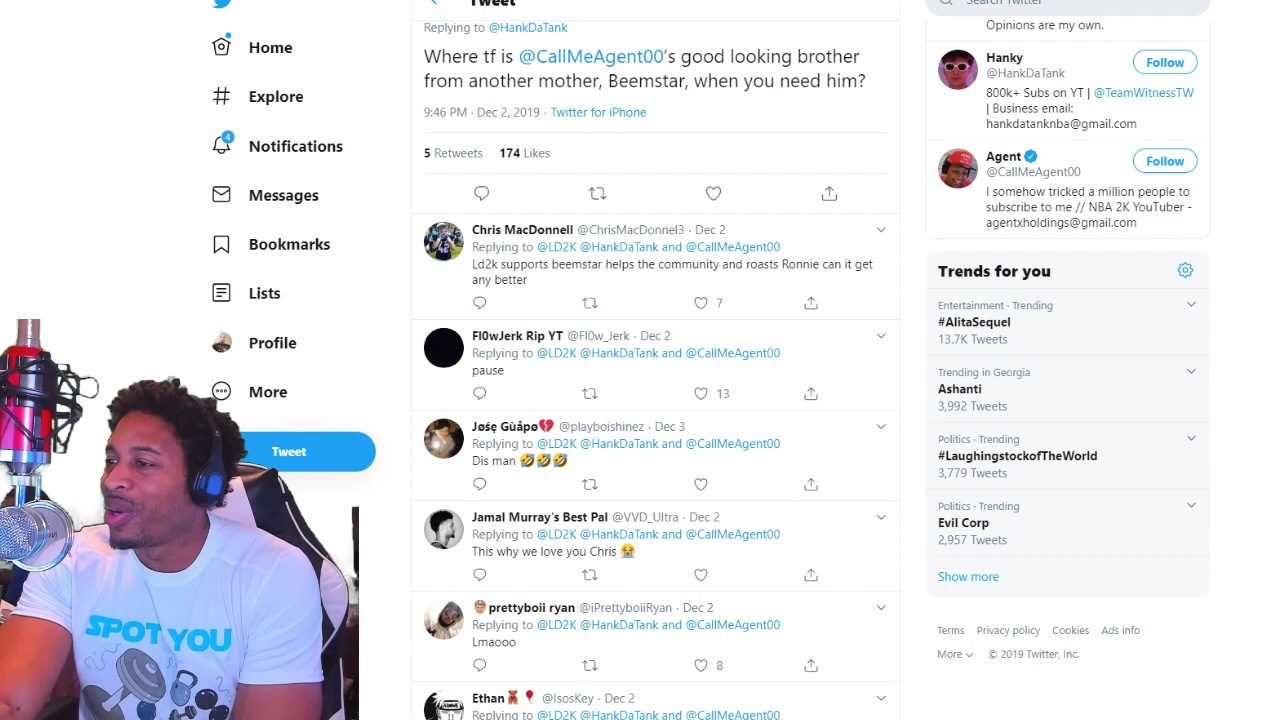 Home
Explore
4
Notifications
Messages
Bookmarks
Lists
Profile
More
Tweet
SPOT YOU
Tweet
Replying to @HankDaTank
Where tf is @CallMeAgent00's good looking brother
from another mother, Beemstar, when you need him?
9:46 PM · Dec 2, 2019 · Twitter for iPhone
5 Retweets 174 Likes
Chris MacDonnell @ChrisMacDonnel3 · Dec 2
Replying to @LD2K @HankDaTank and @CallMeAgent00
Ld2k supports beemstar helps the community and roasts Ronnie can it get
any better
7
Fl0wJerk Rip YT @Fl0w_Jerk · Dec 2
Replying to @LD2K @HankDaTank and @CallMeAgent00
pause
13
Jøśę Gùåpø💔 @playboishinez · Dec 3
Replying to @LD2K @HankDaTank and @CallMeAgent00
Dis man 🤣🤣🤣
Jamal Murray's Best Pal @VVD_Ultra · Dec 2
Replying to @LD2K @HankDaTank and @CallMeAgent00
This why we love you Chris 😭
prettyboii ryan @iPrettyboiiRyan · Dec 2
Replying to @LD2K @HankDaTank and @CallMeAgent00
Lmaooo
8
Ethan🧸🎈 @IsosKey · Dec 2
Replying to @LD2K @HankDaTank and @CallMeAgent00
Search Twitter
Opinions are my own.
Hanky
Follow
@HankDaTank
800k+ Subs on YT | @TeamWitnessTW
| Business email:
hankdatanknba@gmail.com
Agent
Follow
@CallMeAgent00
I somehow tricked a million people to
subscribe to me // NBA 2K YouTuber -
agentxholdings@gmail.com
Trends for you
Entertainment · Trending
#AlitaSequel
13.7K Tweets
Trending in Georgia
Ashanti
3,992 Tweets
Politics · Trending
#LaughingstockofTheWorld
3,779 Tweets
Politics · Trending
Evil Corp
2,957 Tweets
Show more
Terms Privacy policy Cookies Ads info
More © 2019 Twitter, Inc.